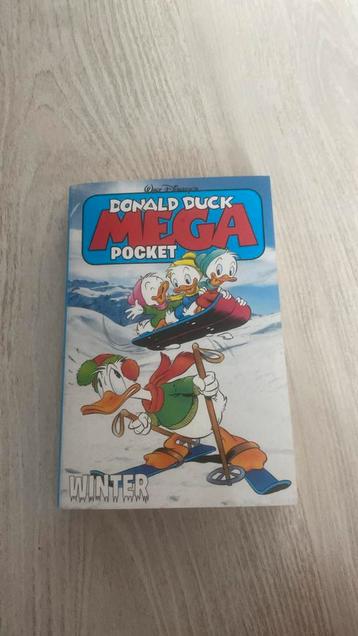 Walt Disney's
DONALD DUCK
MEGA
POCKET
WINTER